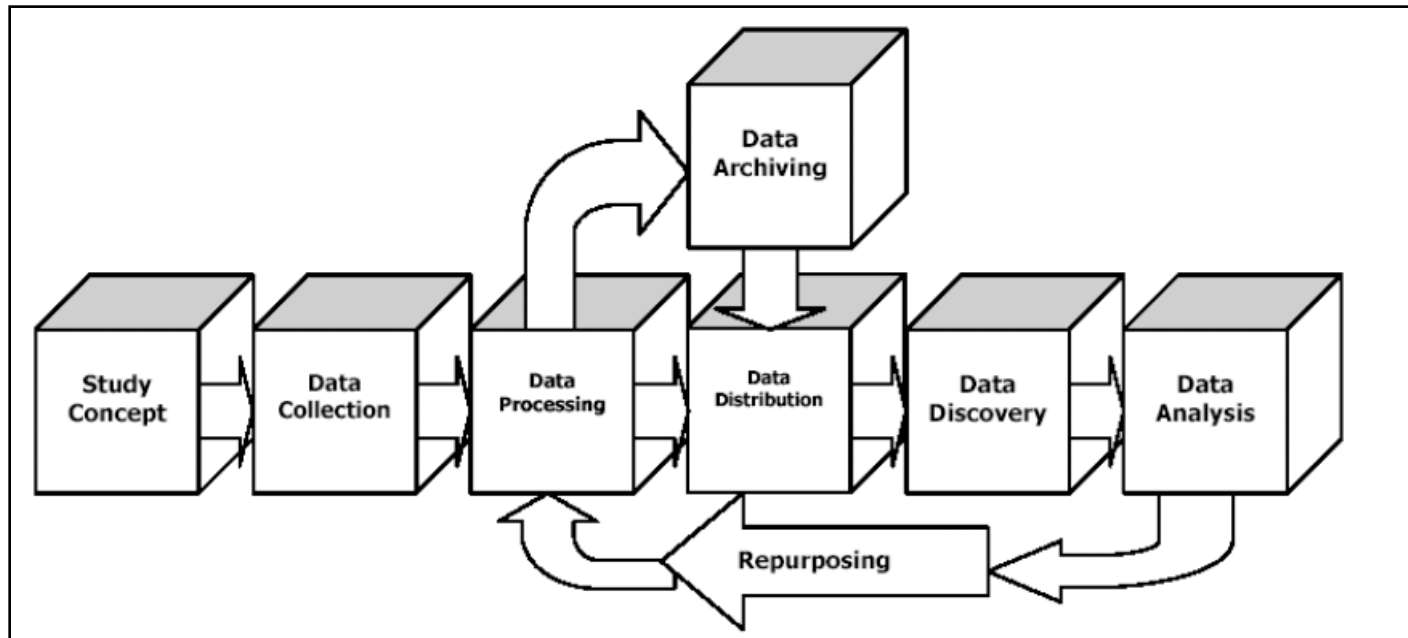 Data
Archiving
Study
Concept
Data
Collection
Data
Processing
Data
Distribution
Data
Discovery
Data
Analysis
Repurposing